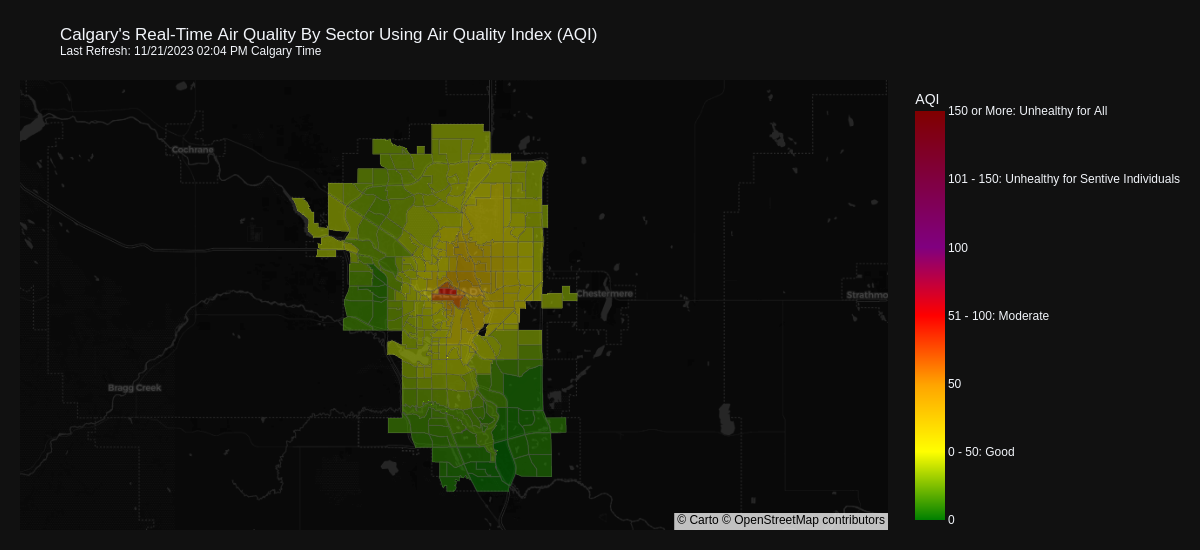 Calgary's Real-Time Air Quality By Sector Using Air Quality Index (AQI)
Last Refresh: 11/21/2023 02:04 PM Calgary Time
AQI
150 or More: Unhealthy for All
Cochrane
101 - 150: Unhealthy for Sentive Individuals
100
Chestermere
Strathmo
51 - 100: Moderate
Bragg Creek
50
0 - 50: Good
© Carto © OpenStreetMap contributors
0